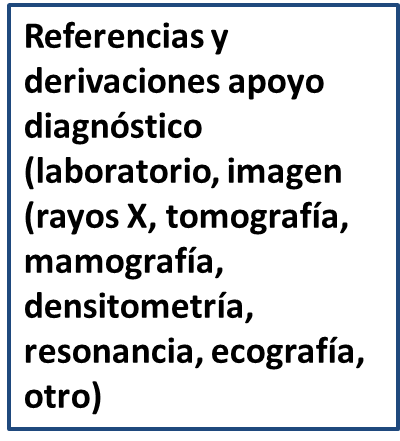 Referencias y
derivaciones apoyo
diagnóstico
(laboratorio, imagen
(rayos X, tomografía,
mamografía,
densitometría,
resonancia, ecografía,
otro)